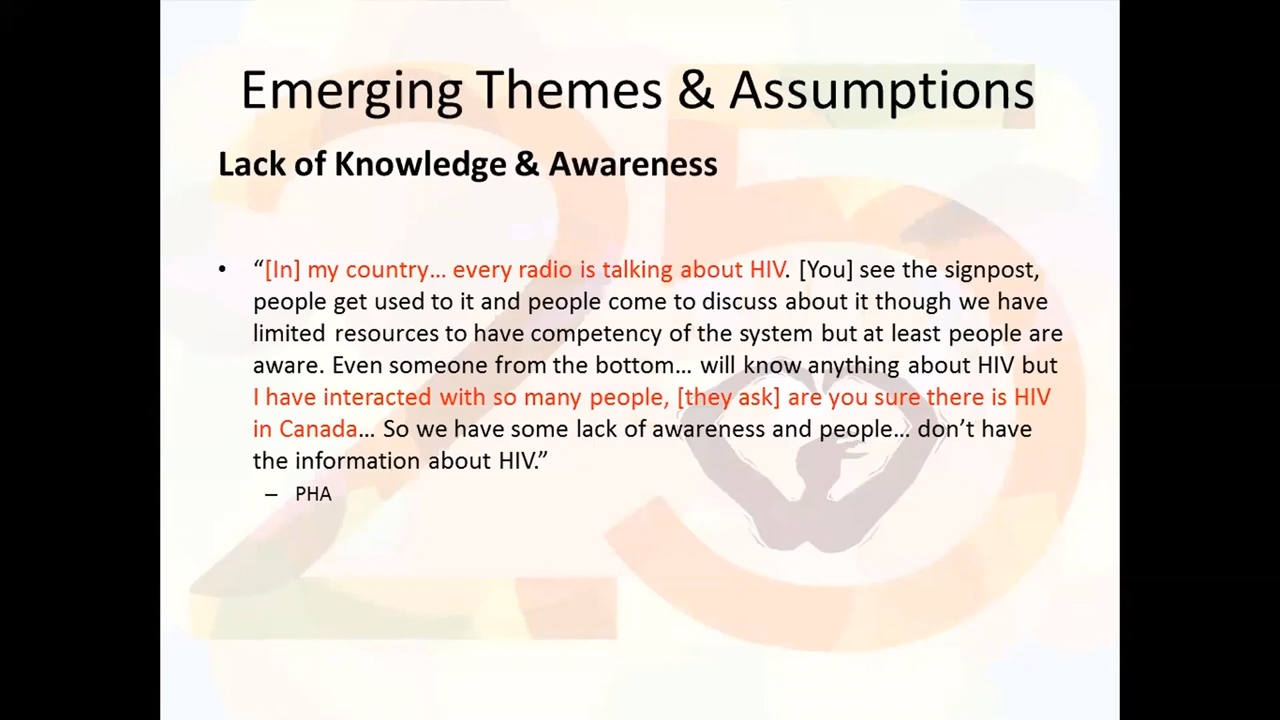 Emerging Themes & Assumptions
Lack of Knowledge & Awareness
• “[In] my country… every radio is talking about HIV. [You] see the signpost,
people get used to it and people come to discuss about it though we have
limited resources to have competency of the system but at least people are
aware. Even someone from the bottom… will know anything about HIV but
I have interacted with so many people, [they ask] are you sure there is HIV
in Canada… So we have some lack of awareness and people… don’t have
the information about HIV.”
– PHA
25